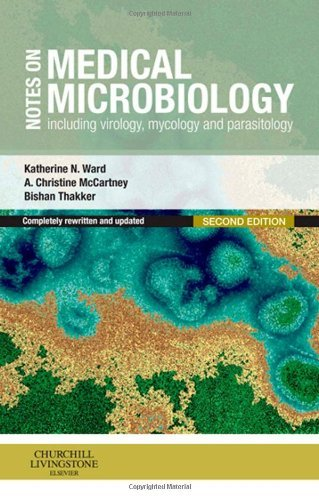 NOTES ON
MEDICAL
MICROBIOLOGY
including virology, mycology and parasitology
Katherine N. Ward
A. Christine McCartney
Bishan Thakker
Completely rewritten and updated
SECOND EDITION
CHURCHILL
LIVINGSTONE
ELSEVIER